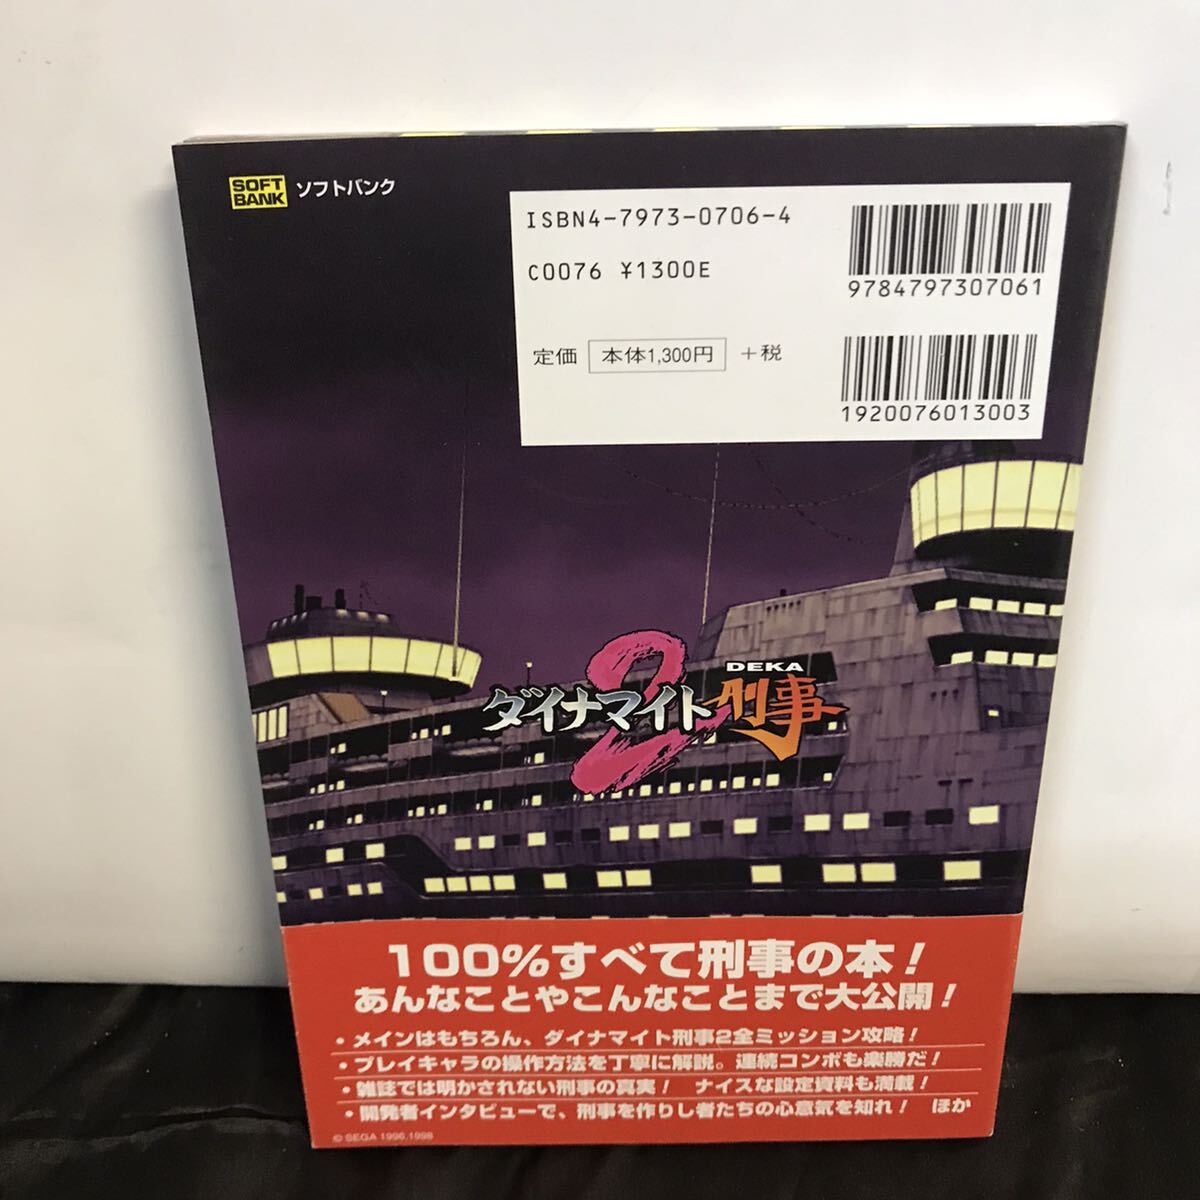 SOFT
BANK
ソフトバンク
ISBN4-7973-0706-4
C0076 ¥1300E
定価 本体1,300円 +税
9784797307061
1920076013003
DEKA
ダイナマイト刑事
2
100%すべて刑事の本!
あんなことやこんなことまで大公開!
・メインはもちろん、ダイナマイト刑事2全ミッション攻略!
・プレイキャラの操作方法を丁寧に解説。連続コンボも楽勝だ!
・雑誌では明かされない刑事の真実! ナイスな設定資料も満載!
・開発者インタビューで、刑事を作りし者たちの心意気を知れ! ほか
© SEGA 1996.1998